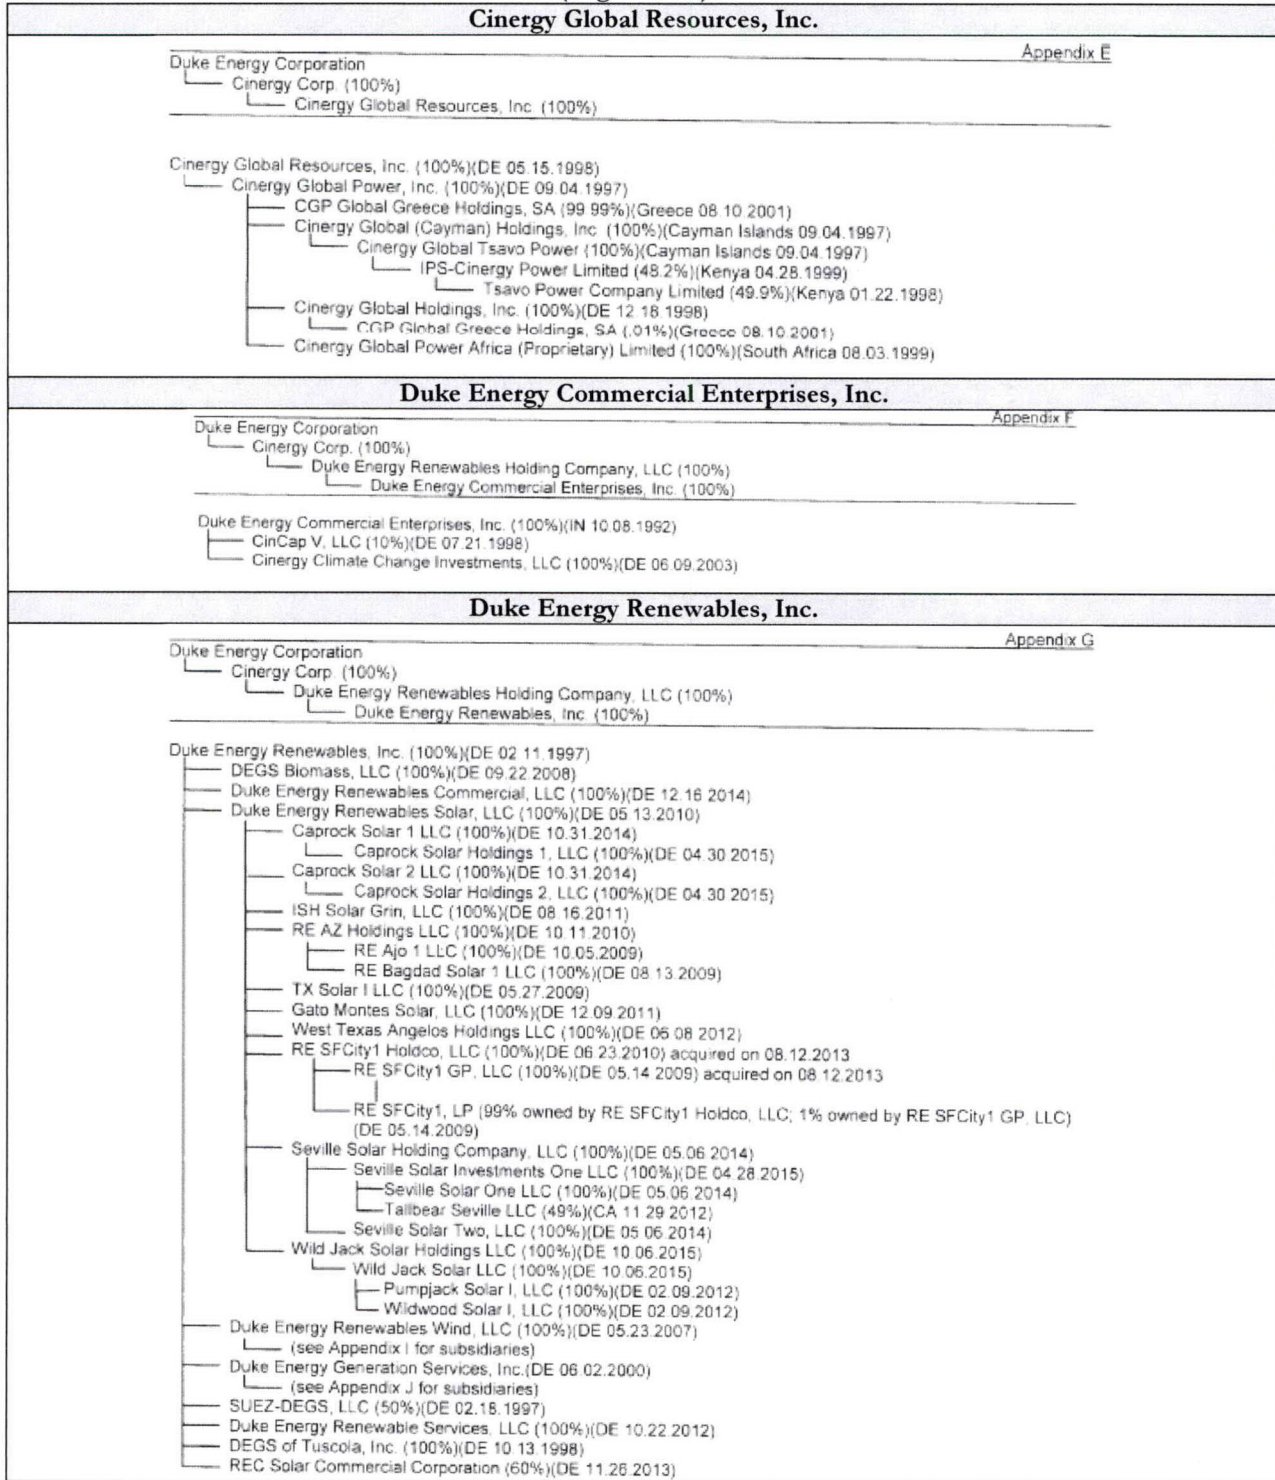 Cinergy Global Resources, Inc.
Appendix E
Duke Energy Corporation
Cinergy Corp. (100%)
Cinergy Global Resources, Inc. (100%)
Cinergy Global Resources, Inc. (100%)(DE 05.15.1998)
Cinergy Global Power, Inc. (100%)(DE 09.04.1997)
CGP Global Greece Holdings, SA (99.99%)(Greece 08.10.2001)
Cinergy Global (Cayman) Holdings, Inc. (100%)(Cayman Islands 09.04.1997)
Cinergy Global Tsavo Power (100%)(Cayman Islands 09.04.1997)
IPS-Cinergy Power Limited (48.2%)(Kenya 04.28.1999)
Tsavo Power Company Limited (49.9%)(Kenya 01.22.1998)
Cinergy Global Holdings, Inc. (100%)(DE 12.18.1998)
CGP Global Greece Holdings, SA (.01%)(Greece 08.10.2001)
Cinergy Global Power Africa (Proprietary) Limited (100%)(South Africa 08.03.1999)
Duke Energy Commercial Enterprises, Inc.
Appendix F
Duke Energy Corporation
Cinergy Corp. (100%)
Duke Energy Renewables Holding Company, LLC (100%)
Duke Energy Commercial Enterprises, Inc. (100%)
Duke Energy Commercial Enterprises, Inc. (100%)(IN 10.08.1992)
CinCap V, LLC (10%)(DE 07.21.1998)
Cinergy Climate Change Investments, LLC (100%)(DE 06.09.2003)
Duke Energy Renewables, Inc.
Appendix G
Duke Energy Corporation
Cinergy Corp. (100%)
Duke Energy Renewables Holding Company, LLC (100%)
Duke Energy Renewables, Inc. (100%)
Duke Energy Renewables, Inc. (100%)(DE 02.11.1997)
DEGS Biomass, LLC (100%)(DE 09.22.2008)
Duke Energy Renewables Commercial, LLC (100%)(DE 12.16.2014)
Duke Energy Renewables Solar, LLC (100%)(DE 05.13.2010)
Caprock Solar 1 LLC (100%)(DE 10.31.2014)
Caprock Solar Holdings 1, LLC (100%)(DE 04.30.2015)
Caprock Solar 2 LLC (100%)(DE 10.31.2014)
Caprock Solar Holdings 2, LLC (100%)(DE 04.30.2015)
ISH Solar Grin, LLC (100%)(DE 08.16.2011)
RE AZ Holdings LLC (100%)(DE 10.11.2010)
RE Ajo 1 LLC (100%)(DE 10.05.2009)
RE Bagdad Solar 1 LLC (100%)(DE 08.13.2009)
TX Solar I LLC (100%)(DE 05.27.2009)
Gato Montes Solar, LLC (100%)(DE 12.09.2011)
West Texas Angelos Holdings LLC (100%)(DE 06.08.2012)
RE SFCity1 Holdco, LLC (100%)(DE 06.23.2010) acquired on 08.12.2013
RE SFCity1 GP, LLC (100%)(DE 05.14.2009) acquired on 08.12.2013
RE SFCity1, LP (99% owned by RE SFCity1 Holdco, LLC; 1% owned by RE SFCity1 GP, LLC)
(DE 05.14.2009)
Seville Solar Holding Company, LLC (100%)(DE 05.06.2014)
Seville Solar Investments One LLC (100%)(DE 04.28.2015)
Seville Solar One LLC (100%)(DE 05.06.2014)
Tallbear Seville LLC (49%)(CA 11.29.2012)
Seville Solar Two, LLC (100%)(DE 05.06.2014)
Wild Jack Solar Holdings LLC (100%)(DE 10.06.2015)
Wild Jack Solar LLC (100%)(DE 10.06.2015)
Pumpjack Solar I, LLC (100%)(DE 02.09.2012)
Wildwood Solar I, LLC (100%)(DE 02.09.2012)
Duke Energy Renewables Wind, LLC (100%)(DE 05.23.2007)
(see Appendix I for subsidiaries)
Duke Energy Generation Services, Inc.(DE 06.02.2000)
(see Appendix J for subsidiaries)
SUEZ-DEGS, LLC (50%)(DE 02.18.1997)
Duke Energy Renewable Services, LLC (100%)(DE 10.22.2012)
DEGS of Tuscola, Inc. (100%)(DE 10.13.1998)
REC Solar Commercial Corporation (60%)(DE 11.26.2013)